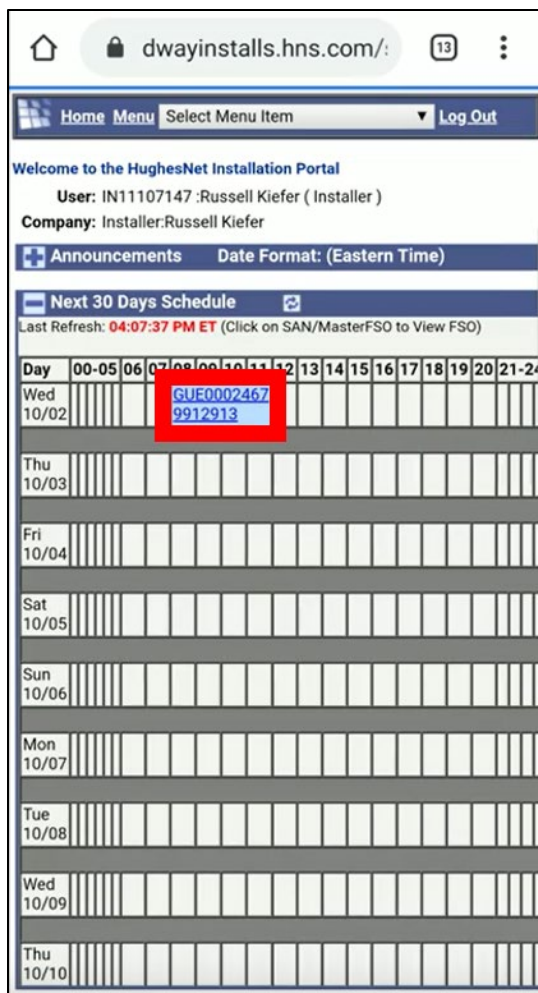 dwayinstalls.hns.com/
13
Home Menu Select Menu Item Log Out
Welcome to the HughesNet Installation Portal
User: IN11107147 :Russell Kiefer ( Installer )
Company: Installer:Russell Kiefer
Announcements Date Format: (Eastern Time)
Next 30 Days Schedule
Last Refresh: 04:07:37 PM ET (Click on SAN/MasterFSO to View FSO)
Day 00-05 06 07 08 09 10 11 12 13 14 15 16 17 18 19 20 21-24
Wed GUE0002467
10/02 9912913
Thu
10/03
Fri
10/04
Sat
10/05
Sun
10/06
Mon
10/07
Tue
10/08
Wed
10/09
Thu
10/10